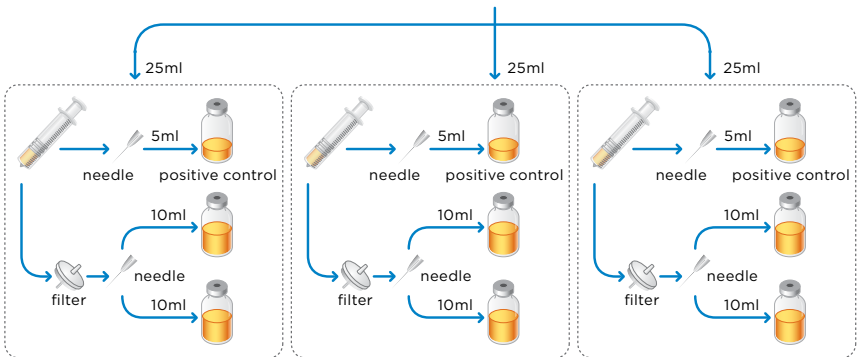 25ml 25ml 25ml
5ml 5ml 5ml
needle positive control needle positive control needle positive control
10ml 10ml 10ml
needle needle needle
filter 10ml filter 10ml filter 10ml